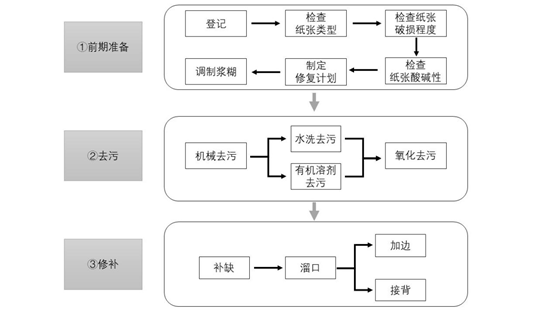 ①前期准备
登记
检查
纸张类型
检查纸张
破损程度
检查
纸张酸碱性
制定
修复计划
调制浆糊
②去污
机械去污
水洗去污
有机溶剂
去污
氧化去污
③修补
补缺
溜口
加边
接背